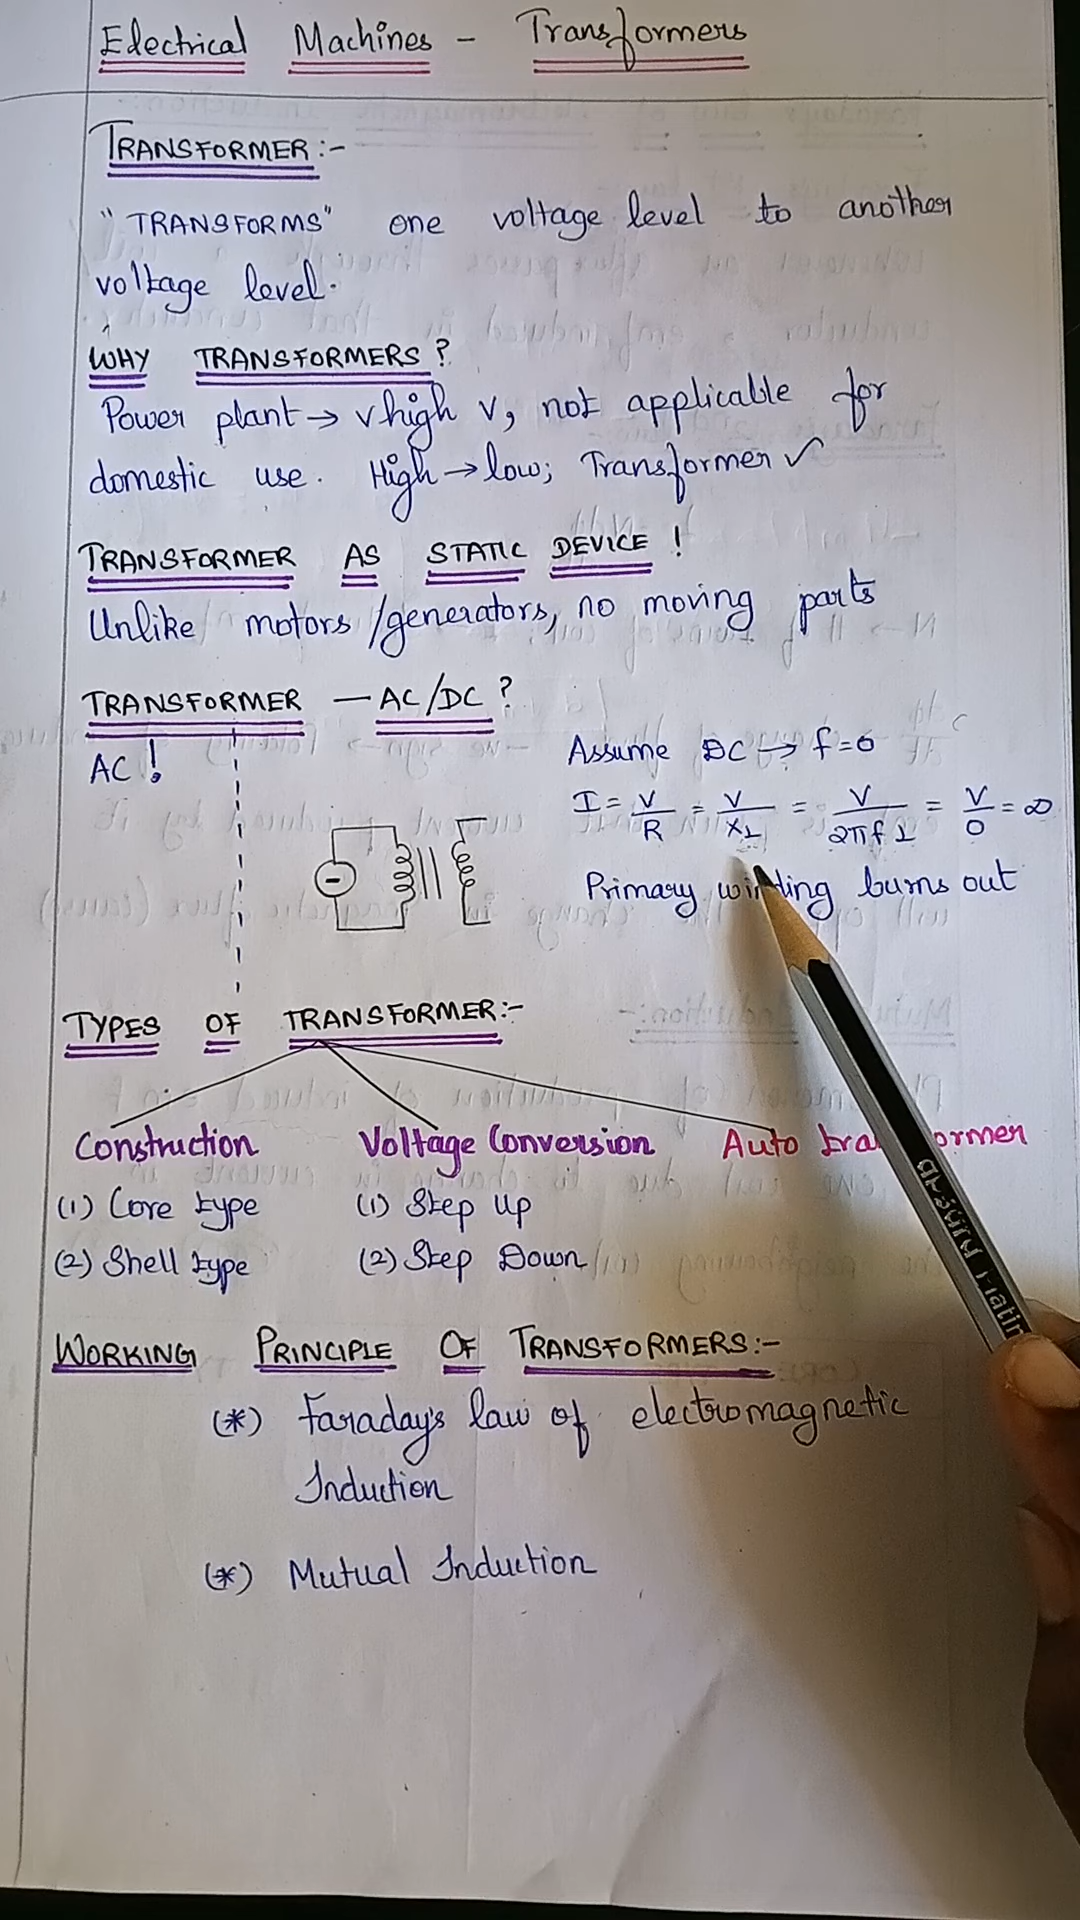 Electrical Machines - Transformers
TRANSFORMER :-
"TRANSFORMS" one voltage level to another
voltage level.
WHY TRANSFORMERS?
Power plant → vhigh v, not applicable for
domestic use. High → low; Transformer ✓
TRANSFORMER AS STATIC DEVICE !
Unlike motors/generators, no moving parts
TRANSFORMER - AC/DC ?
AC !
Assume DC → f=0
I = V/R = V/XL = V/2πfL = V/0 = ∞
Primary winding burns out
TYPES OF TRANSFORMER:-
Construction Voltage Conversion Auto
(1) Core type (1) Step Up
(2) Shell type (2) Step Down
WORKING PRINCIPLE OF TRANSFORMERS:-
(*) Faraday's law of electromagnetic
Induction
(*) Mutual Induction